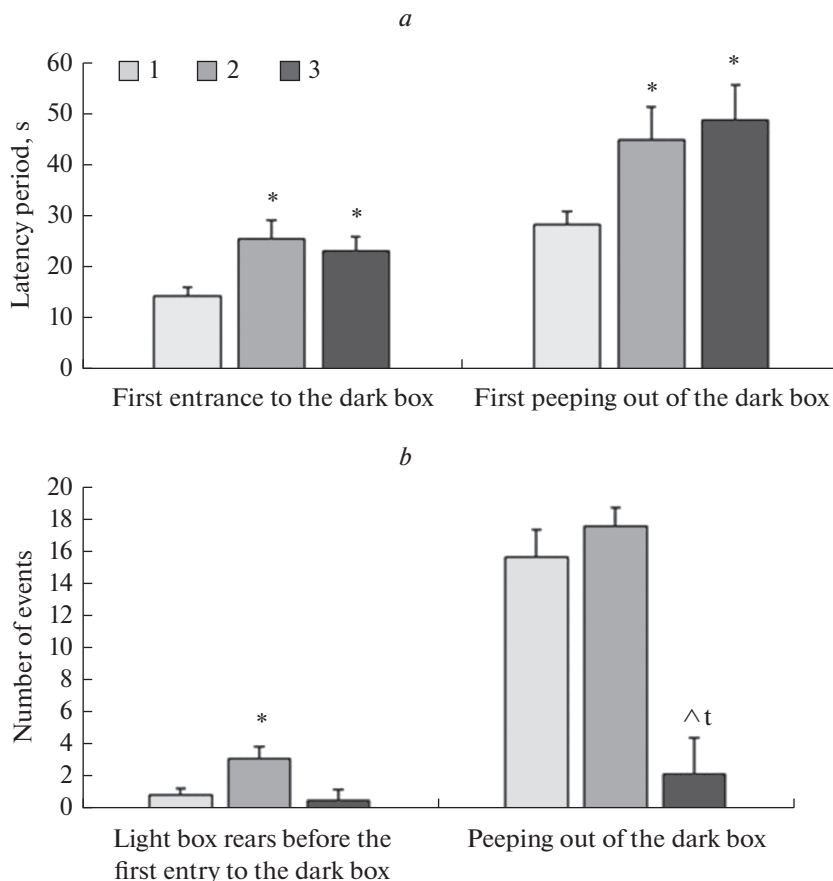 a
60
50
40
30
20
10
0
Latency period, s
1 2 3
* *
* *
First entrance to the dark box First peeping out of the dark box
b
20
18
16
14
12
10
8
6
4
2
0
Number of events
*
^ t
Light box rears before the
first entry to the dark box
Peeping out of the dark box